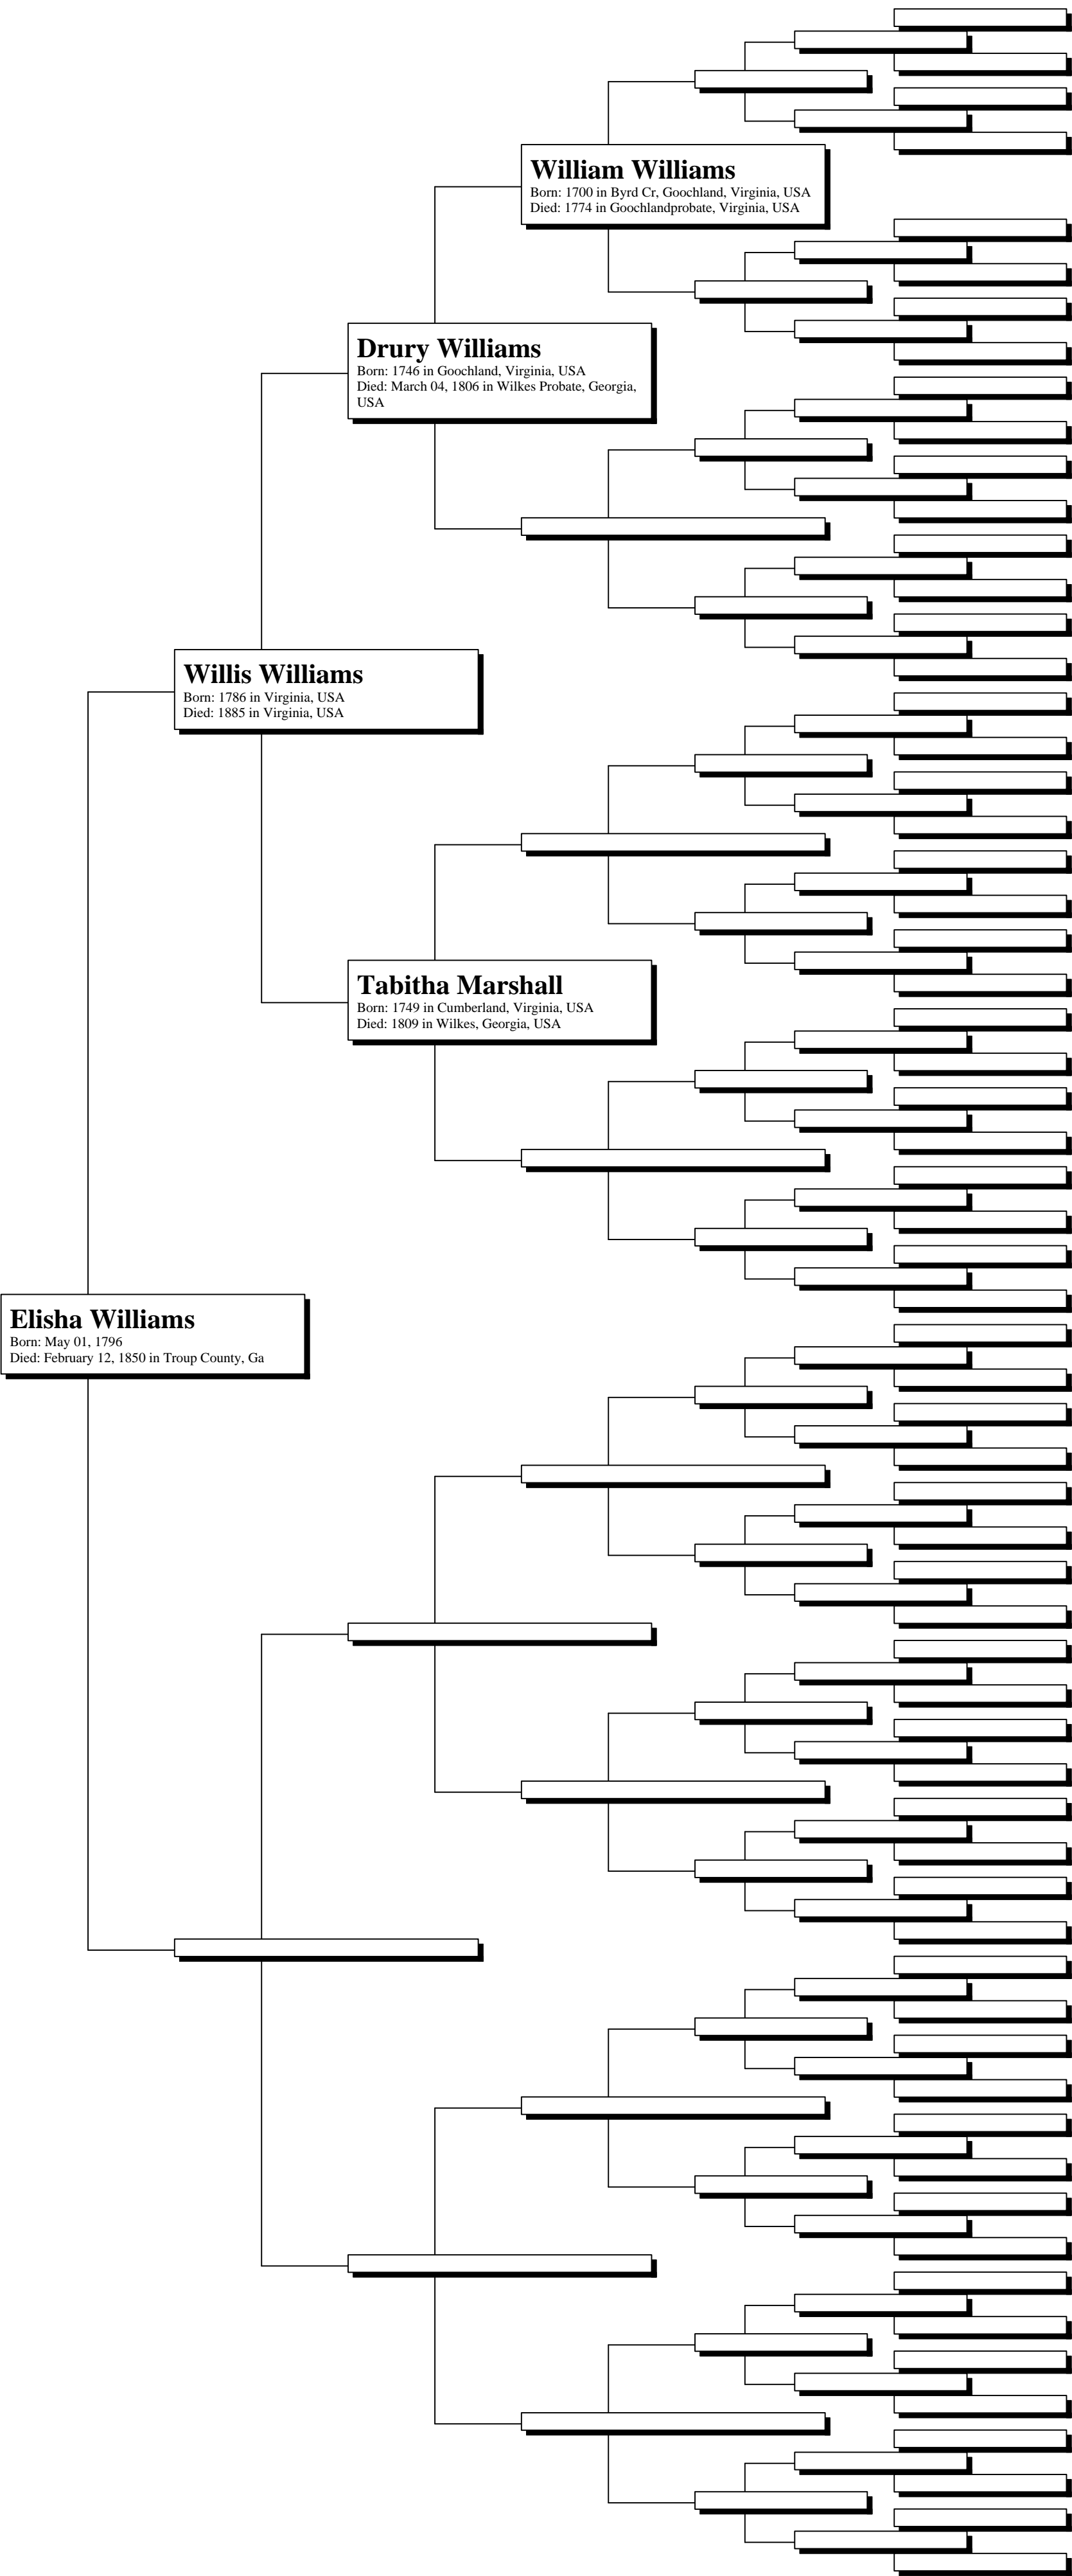 William Williams
Born: 1700 in Byrd Cr, Goochland, Virginia, USA
Died: 1774 in Goochlandprobate, Virginia, USA
Drury Williams
Born: 1746 in Goochland, Virginia, USA
Died: March 04, 1806 in Wilkes Probate, Georgia,
USA
Willis Williams
Born: 1786 in Virginia, USA
Died: 1885 in Virginia, USA
Tabitha Marshall
Born: 1749 in Cumberland, Virginia, USA
Died: 1809 in Wilkes, Georgia, USA
Elisha Williams
Born: May 01, 1796
Died: February 12, 1850 in Troup County, Ga